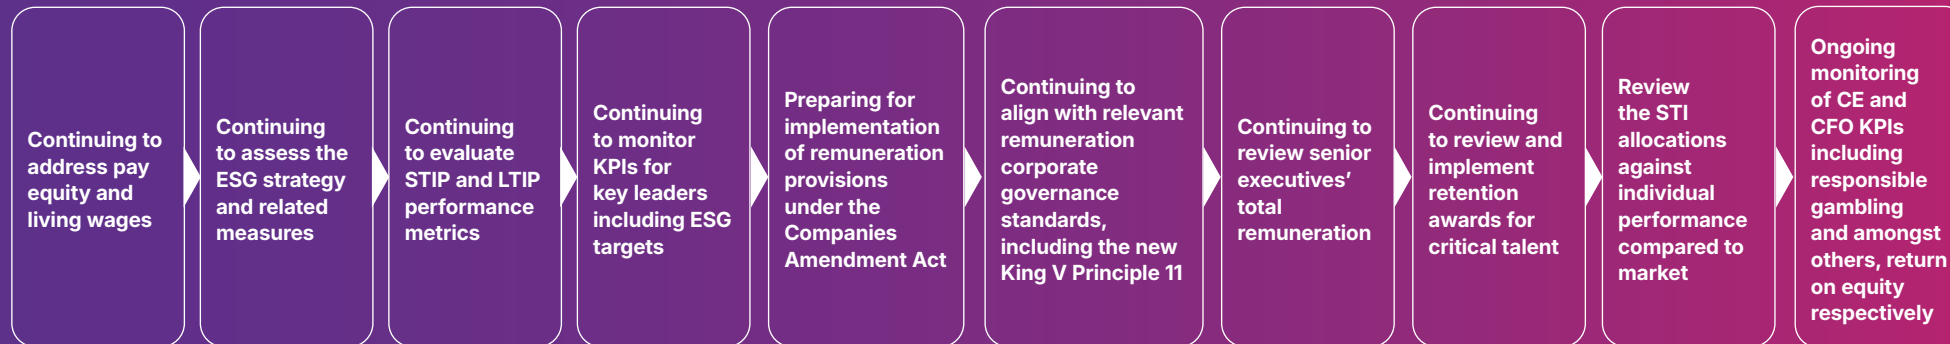 Continuing to
address pay
equity and
living wages
Continuing
to assess the
ESG strategy
and related
measures
Continuing
to evaluate
STIP and LTIP
performance
metrics
Continuing
to monitor
KPIs for
key leaders
including ESG
targets
Preparing for
implementation
of remuneration
provisions
under the
Companies
Amendment Act
Continuing to
align with relevant
remuneration
corporate
governance
standards,
including the new
King V Principle 11
Continuing to
review senior
executives’
total
remuneration
Continuing
to review and
implement
retention
awards for
critical talent
Review
the STI
allocations
against
individual
performance
compared to
market
Ongoing
monitoring
of CE and
CFO KPIs
including
responsible
gambling
and amongst
others, return
on equity
respectively